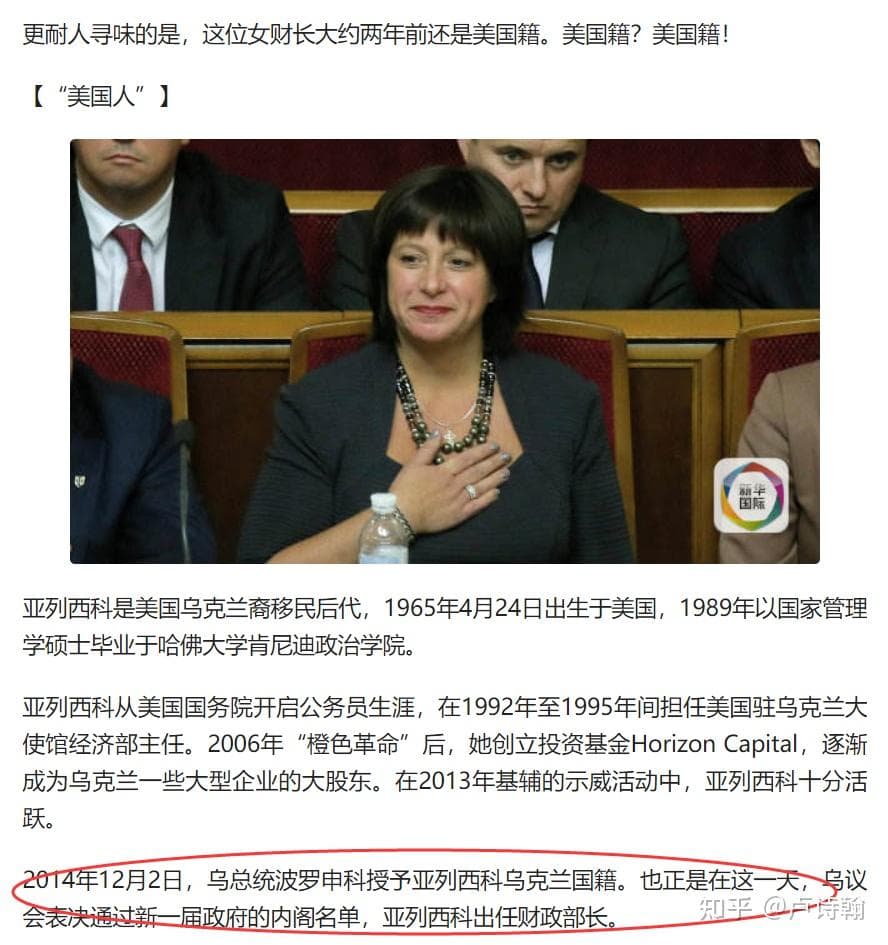 更耐人寻味的是，这位女财长大约两年前还是美国籍。美国籍？美国籍！
【“美国人”】
新华
国际
亚列西科是美国乌克兰裔移民后代，1965年4月24日出生于美国，1989年以国家管理
学硕士毕业于哈佛大学肯尼迪政治学院。
亚列西科从美国国务院开启公务员生涯，在1992年至1995年间担任美国驻乌克兰大
使馆经济部主任。2006年“橙色革命”后，她创立投资基金Horizon Capital，逐渐
成为乌克兰一些大型企业的大股东。在2013年基辅的示威活动中，亚列西科十分活
跃。
2014年12月2日，乌总统波罗申科授予亚列西科乌克兰国籍。也正是在这一天，乌议
会表决通过新一届政府的内阁名单，亚列西科出任财政部长。
知乎 @卢诗翰